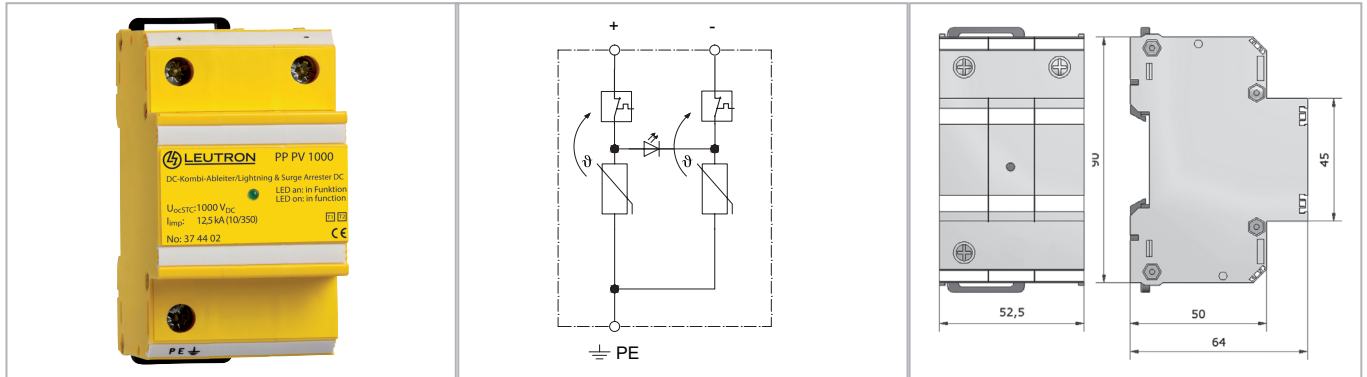 + -
LEUTRON PP PV 1000
DC-Kombi-Ableiter/Lightning & Surge Arrester DC
LED an: in Funktion
LED on: in function
UocSTC: 1000 VDC
Iimp: 12,5 kA (10/350)
T1 T2
CE
No: 37 44 02
PE
+ -
ϑ ϑ
PE
90
45
52,5
50
64